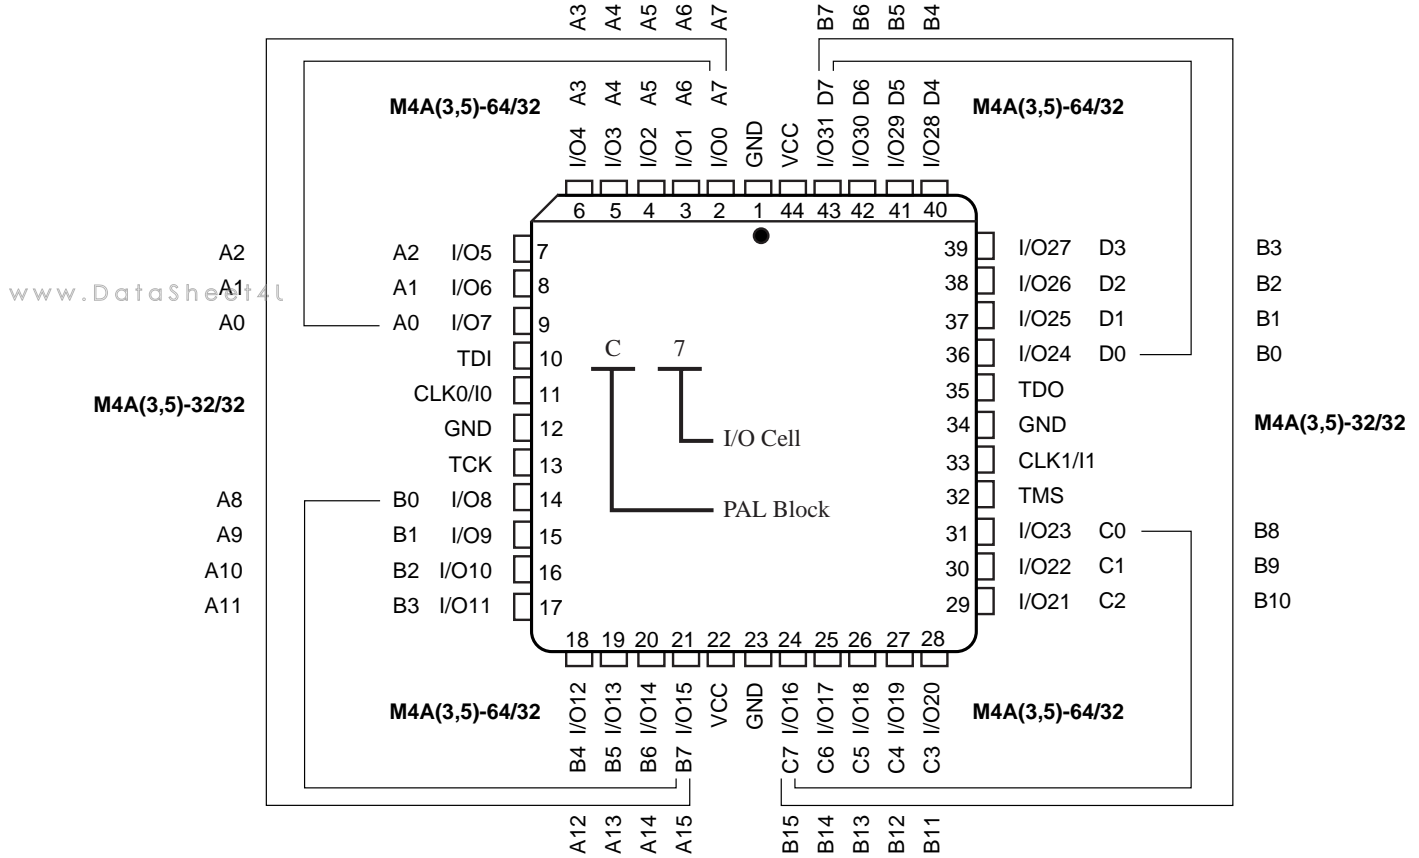 A3 A4 A5 A6 A7 B7 B6 B5 B4
M4A(3,5)-64/32 A3 A4 A5 A6 A7 D7 D6 D5 D4 M4A(3,5)-64/32
I/O4 I/O3 I/O2 I/O1 I/O0 GND VCC I/O31 I/O30 I/O29 I/O28
6 5 4 3 2 1 44 43 42 41 40
A2 A2 I/O5 7 39 I/O27 D3 B3
A1 A1 I/O6 8 38 I/O26 D2 B2
www.DataSheet4U
A0 A0 I/O7 9 37 I/O25 D1 B1
TDI 10 C 7 36 I/O24 D0 B0
CLK0/I0 11 35 TDO
M4A(3,5)-32/32 M4A(3,5)-32/32
GND 12 I/O Cell 34 GND
TCK 13 33 CLK1/I1
A8 B0 I/O8 14 PAL Block 32 TMS
A9 B1 I/O9 15 31 I/O23 C0 B8
A10 B2 I/O10 16 30 I/O22 C1 B9
A11 B3 I/O11 17 29 I/O21 C2 B10
18 19 20 21 22 23 24 25 26 27 28
M4A(3,5)-64/32 I/O12 I/O13 I/O14 I/O15 VCC GND I/O16 I/O17 I/O18 I/O19 I/O20 M4A(3,5)-64/32
B4 B5 B6 B7 C7 C6 C5 C4 C3
A12 A13 A14 A15 B15 B14 B13 B12 B11